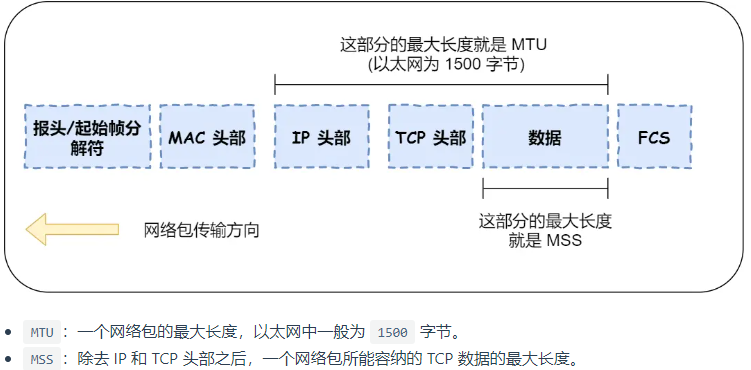 这部分的最大长度就是 MTU
(以太网为 1500 字节)
报头/起始帧分
解符
MAC 头部
IP 头部
TCP 头部
数据
FCS
这部分的最大长度
就是 MSS
网络包传输方向
MTU：一个网络包的最大长度，以太网中一般为 1500 字节。
MSS：除去 IP 和 TCP 头部之后，一个网络包所能容纳的 TCP 数据的最大长度。